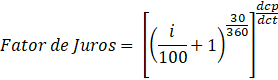 Fator de Juros = [(i/100 + 1)^(30/360)]^(dcp/dct)